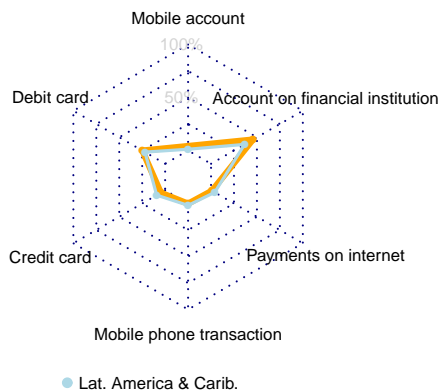 Mobile account
100%
Debit card
50%
Account on financial institution
Credit card
Payments on internet
Mobile phone transaction
Lat. America & Carib.